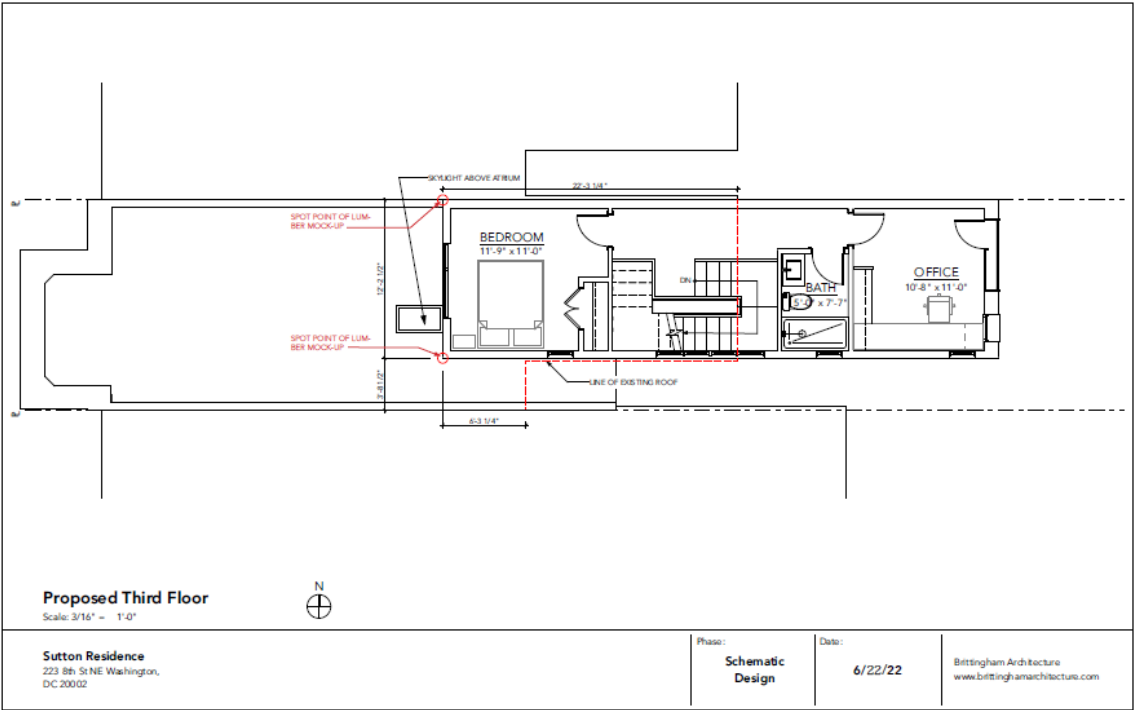 SKYLIGHT ABOVE ATRIUM
22'-3 1/4"
SPOT POINT OF LUM-
BER MOCK-UP
BEDROOM
11'-9" x 11'-0"
12'-2 1/2"
DN
BATH
5'-0" x 7'-7"
OFFICE
10'-8" x 11'-0"
SPOT POINT OF LUM-
BER MOCK-UP
LINE OF EXISTING ROOF
3'-8 1/2"
6'-3 1/4"
Proposed Third Floor
Scale: 3/16" = 1'-0"
N
Sutton Residence
223 8th St NE Washington,
DC 20002
Phase:
Schematic
Design
Date:
6/22/22
Brittingham Architecture
www.brittinghamarchitecture.com